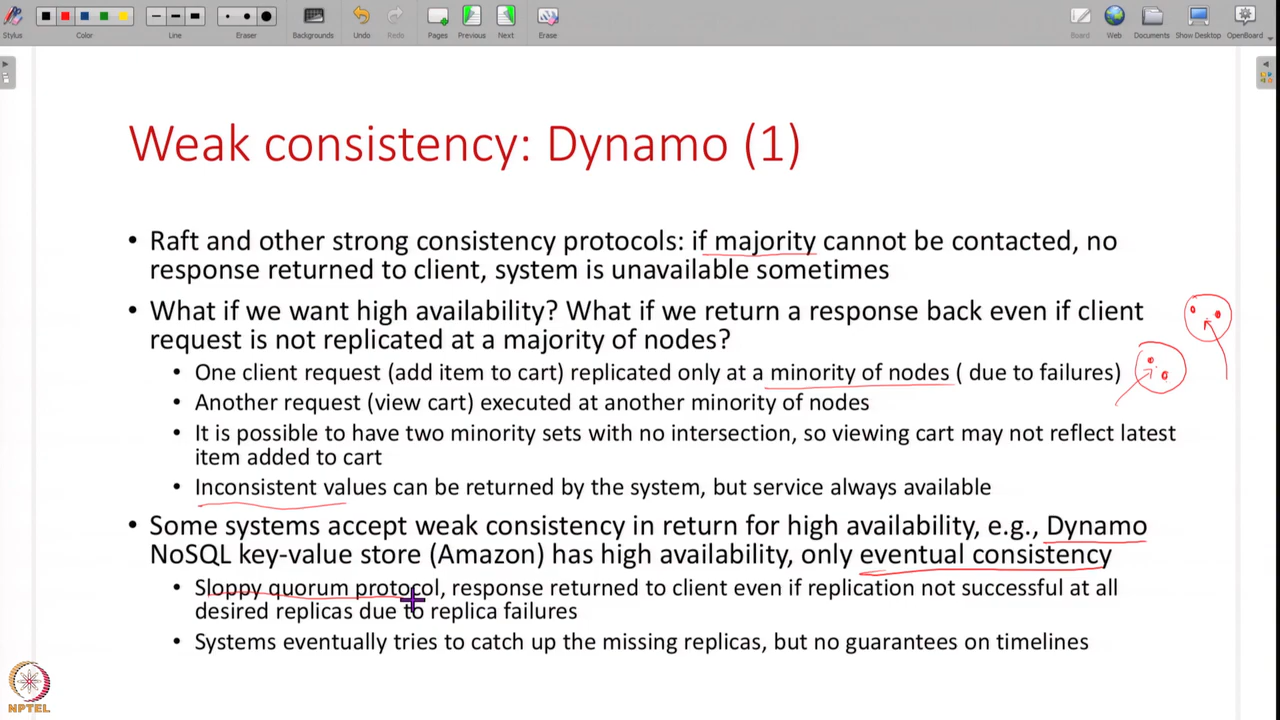 Stylus
Color
Line
Eraser
Backgrounds
Undo
Redo
Pages
Previous
Next
Erase
Board
Web
Documents
Show Desktop
OpenBoard
Weak consistency: Dynamo (1)
• Raft and other strong consistency protocols: if majority cannot be contacted, no
response returned to client, system is unavailable sometimes
• What if we want high availability? What if we return a response back even if client
request is not replicated at a majority of nodes?
• One client request (add item to cart) replicated only at a minority of nodes ( due to failures)
• Another request (view cart) executed at another minority of nodes
• It is possible to have two minority sets with no intersection, so viewing cart may not reflect latest
item added to cart
• Inconsistent values can be returned by the system, but service always available
• Some systems accept weak consistency in return for high availability, e.g., Dynamo
NoSQL key-value store (Amazon) has high availability, only eventual consistency
• Sloppy quorum protocol, response returned to client even if replication not successful at all
desired replicas due to replica failures
• Systems eventually tries to catch up the missing replicas, but no guarantees on timelines
NPTEL